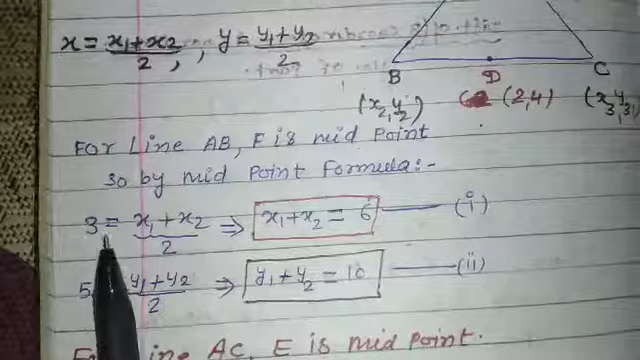 x = x₁+x₂/2, , y = y₁+y₂/2
B D C
(x₂,y₂) (2,4) (x₃,y₃)
For Line AB, F is mid Point
so by mid Point Formula:-
3 = x₁+x₂/2 ⇒ x₁+x₂ = 6 — (i)
5 y₁+y₂/2 ⇒ y₁+y₂ = 10 — (ii)
Line AC, E is mid Point.